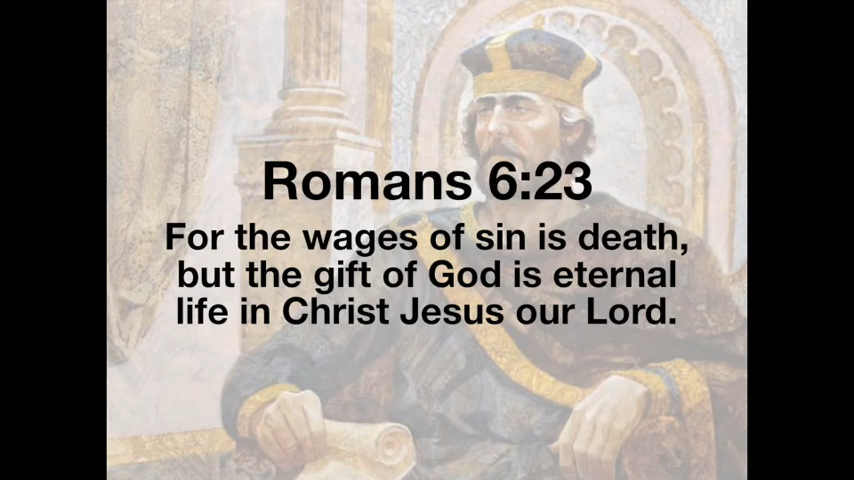 Romans 6:23
For the wages of sin is death,
but the gift of God is eternal
life in Christ Jesus our Lord.